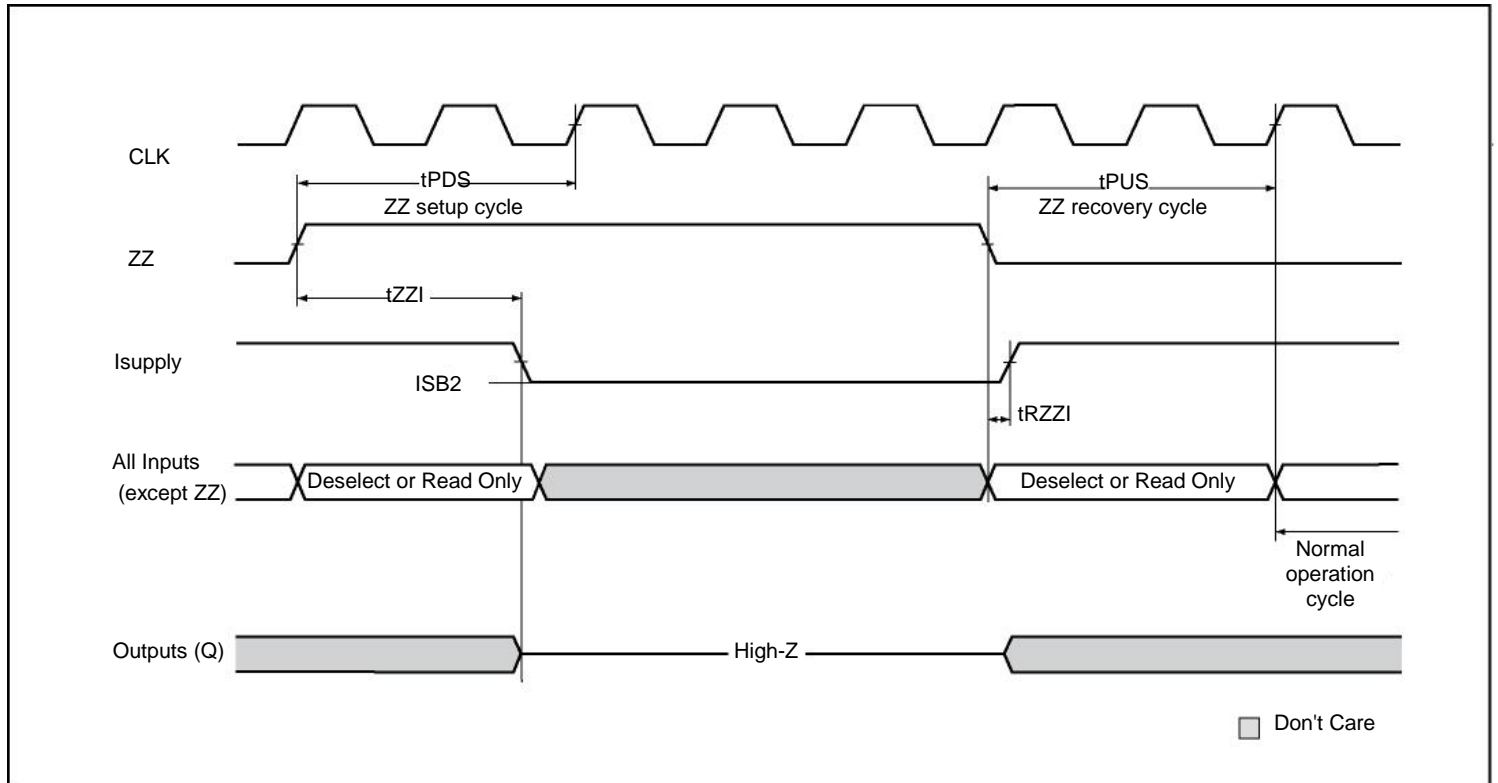 CLK
tPDS
ZZ setup cycle
tPUS
ZZ recovery cycle
ZZ
tZZI
Isupply
ISB2
tRZZI
All Inputs
(except ZZ)
Deselect or Read Only
Deselect or Read Only
Normal
operation
cycle
Outputs (Q)
High-Z
Don't Care